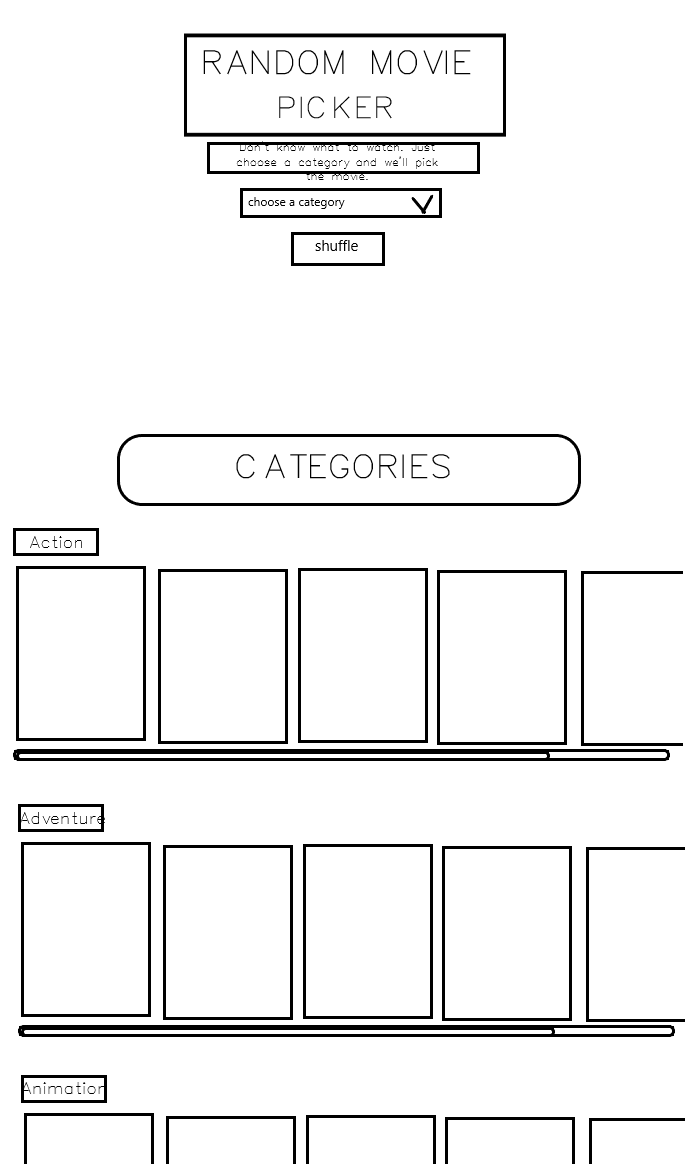 RANDOM MOVIE
PICKER
Don't know what to watch. Just
choose a category and we'll pick
the movie.
choose a category
shuffle
CATEGORIES
Action
Adventure
Animation